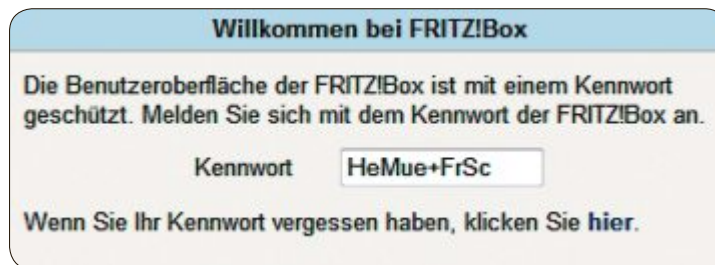 Willkommen bei FRITZ!Box
Die Benutzeroberfläche der FRITZ!Box ist mit einem Kennwort
geschützt. Melden Sie sich mit dem Kennwort der FRITZ!Box an.
Kennwort HeMue+FrSc
Wenn Sie Ihr Kennwort vergessen haben, klicken Sie hier.